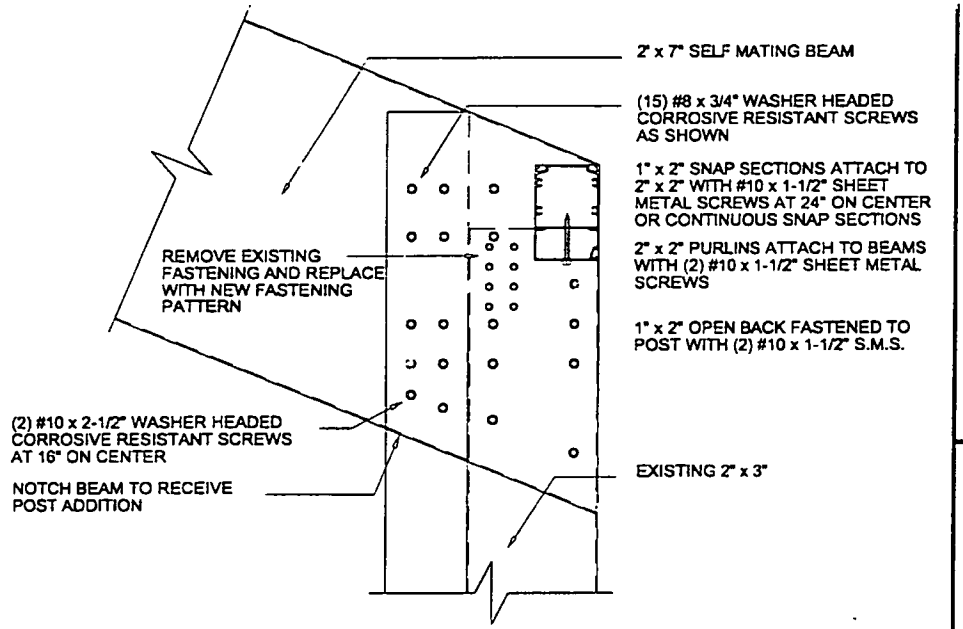 2" x 7" SELF MATING BEAM
(15) #8 x 3/4" WASHER HEADED
CORROSIVE RESISTANT SCREWS
AS SHOWN
1" x 2" SNAP SECTIONS ATTACH TO
2" x 2" WITH #10 x 1-1/2" SHEET
METAL SCREWS AT 24" ON CENTER
OR CONTINUOUS SNAP SECTIONS
2" x 2" PURLINS ATTACH TO BEAMS
WITH (2) #10 x 1-1/2" SHEET METAL
SCREWS
1" x 2" OPEN BACK FASTENED TO
POST WITH (2) #10 x 1-1/2" S.M.S.
REMOVE EXISTING
FASTENING AND REPLACE
WITH NEW FASTENING
PATTERN
(2) #10 x 2-1/2" WASHER HEADED
CORROSIVE RESISTANT SCREWS
AT 16" ON CENTER
NOTCH BEAM TO RECEIVE
POST ADDITION
EXISTING 2" x 3"